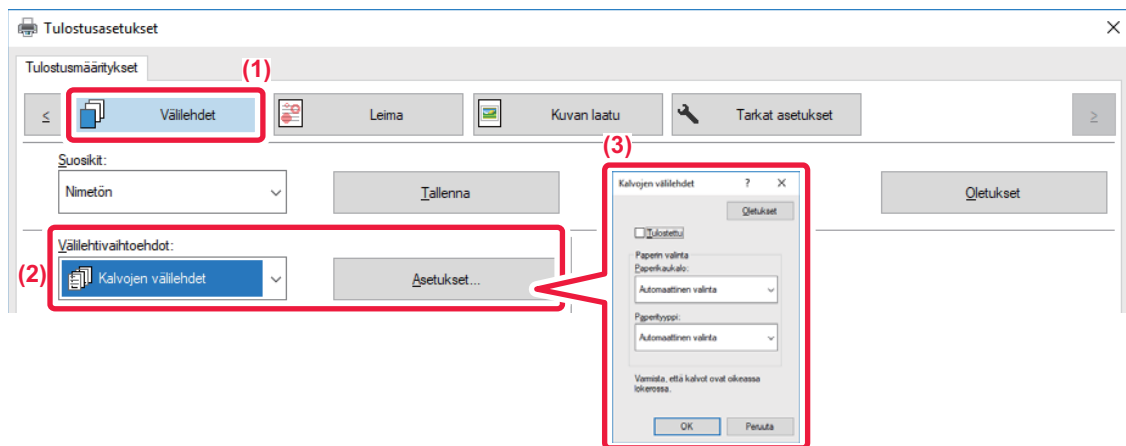 Tulostusasetukset
Tulostusmääritykset
(1)
< Välilehdet Leima Kuvan laatu Tarkat asetukset >
Suosikit:
Nimetön Tallenna Oletukset
Välilehtivaihtoehdot:
(2) Kalvojen välilehdet Asetukset...
(3)
Kalvojen välilehdet ? X
Oletukset
Tulostettu
Paperin valinta
Paperikaukalo:
Automaattinen valinta
Paperityyppi:
Automaattinen valinta
Varmista, että kalvot ovat oikeassa
lokerossa.
OK Peruuta